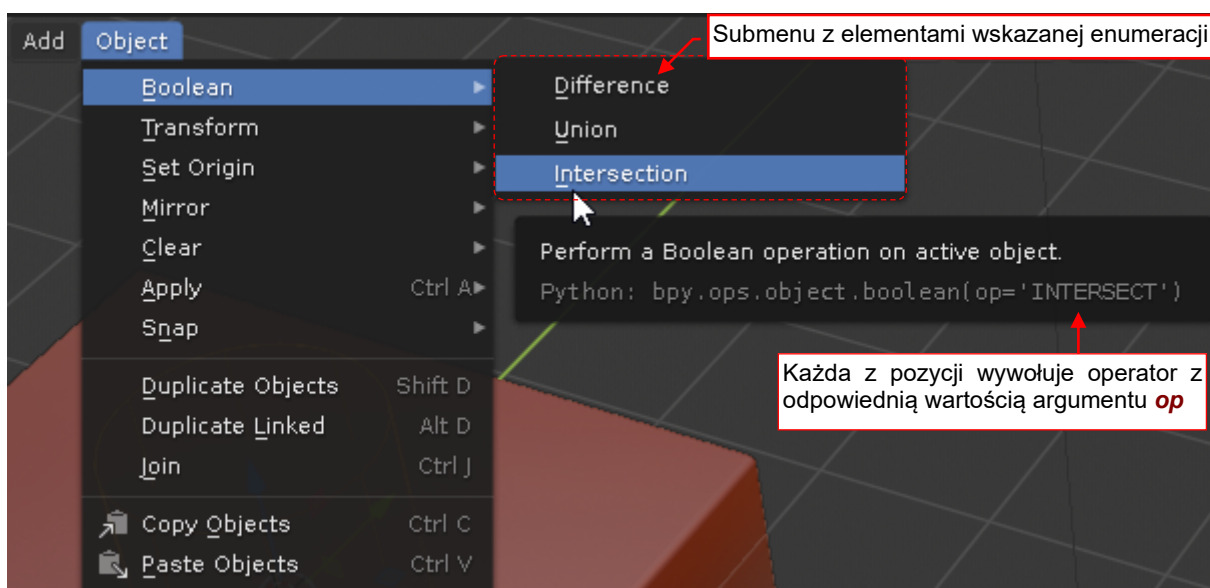 Add Object
Submenu z elementami wskazanej enumeracji
Boolean
Transform
Set Origin
Mirror
Clear
Apply Ctrl A
Snap
Duplicate Objects Shift D
Duplicate Linked Alt D
Join Ctrl J
Copy Objects Ctrl C
Paste Objects Ctrl V
Difference
Union
Intersection
Perform a Boolean operation on active object.
Python: bpy.ops.object.boolean(op='INTERSECT')
Każda z pozycji wywołuje operator z
odpowiednią wartością argumentu op